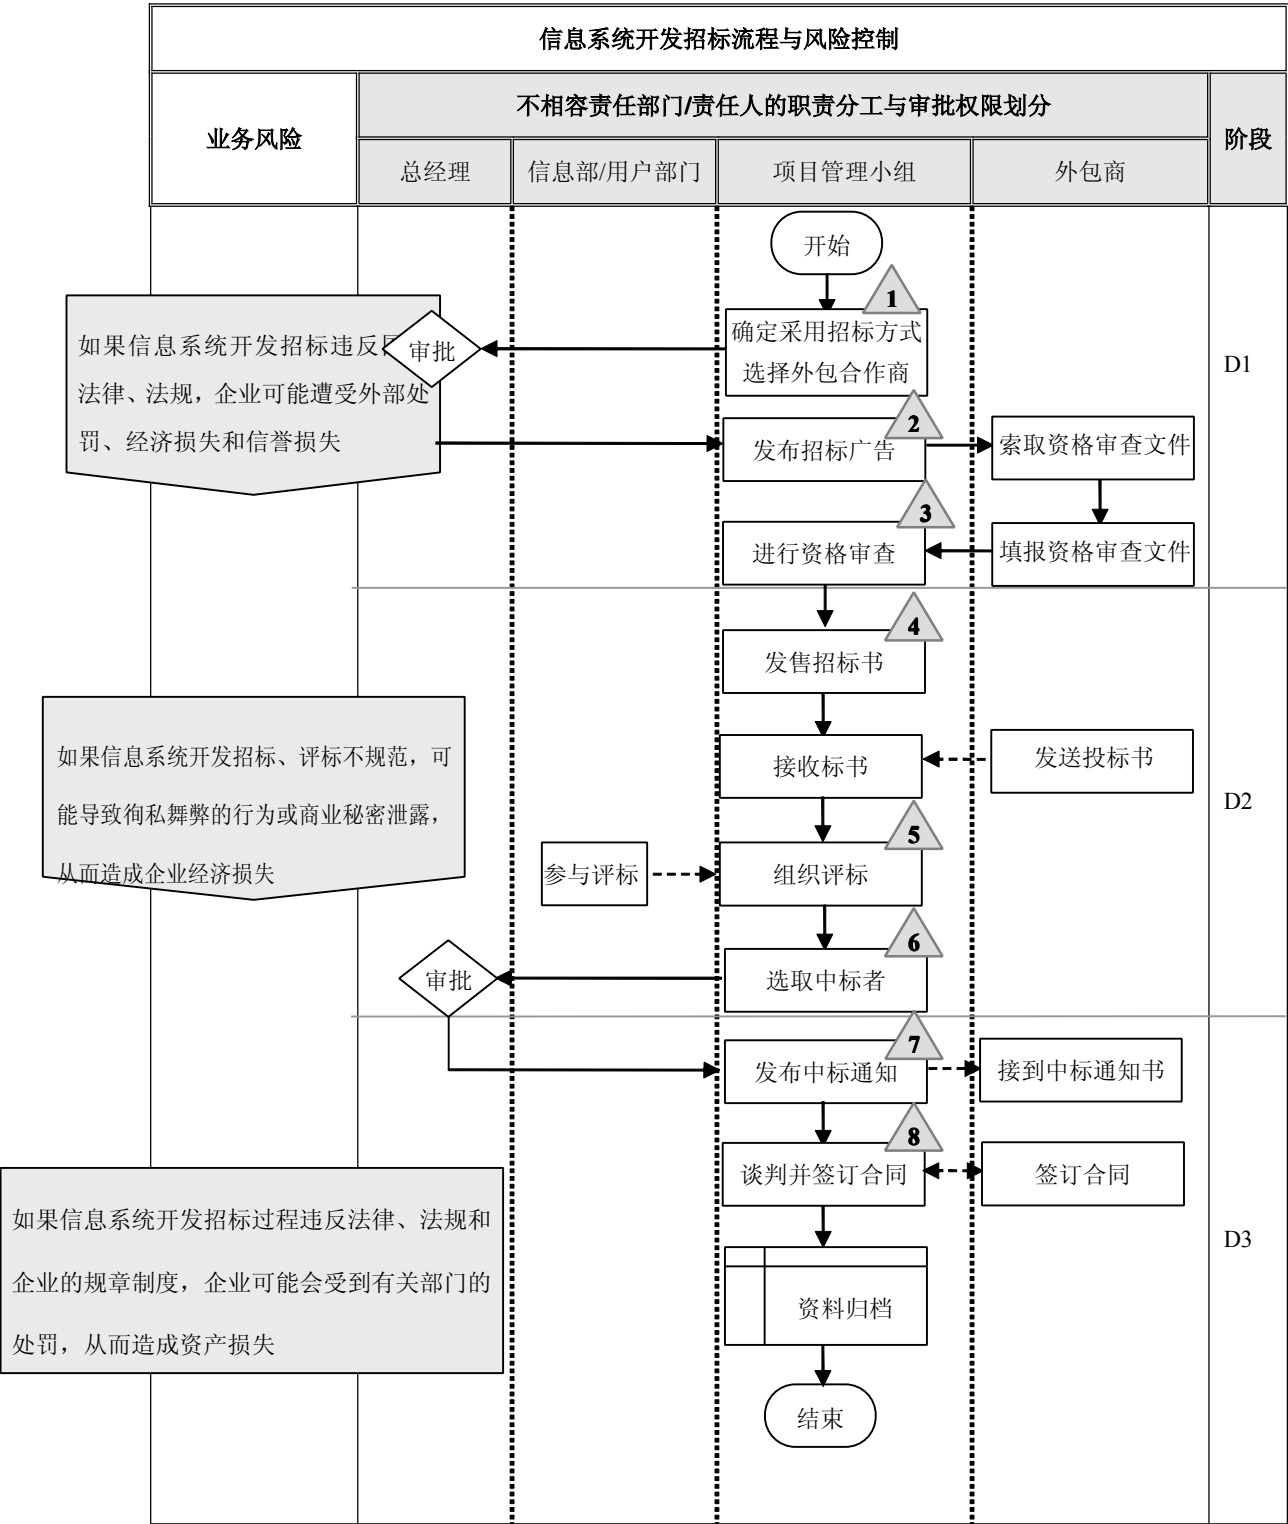 信息系统开发招标流程与风险控制
不相容责任部门/责任人的职责分工与审批权限划分
业务风险
阶段
总经理
信息部/用户部门
项目管理小组
外包商
开始
1
如果信息系统开发招标违反
法律、法规，企业可能遭受外部处
罚、经济损失和信誉损失
审批
确定采用招标方式
选择外包合作商
D1
2
发布招标广告
索取资格审查文件
3
进行资格审查
填报资格审查文件
4
发售招标书
如果信息系统开发招标、评标不规范，可
能导致徇私舞弊的行为或商业秘密泄露，
从而造成企业经济损失
接收标书
发送投标书
D2
5
参与评标
组织评标
6
审批
选取中标者
7
发布中标通知
接到中标通知书
8
谈判并签订合同
签订合同
如果信息系统开发招标过程违反法律、法规和
企业的规章制度，企业可能会受到有关部门的
处罚，从而造成资产损失
D3
资料归档
结束